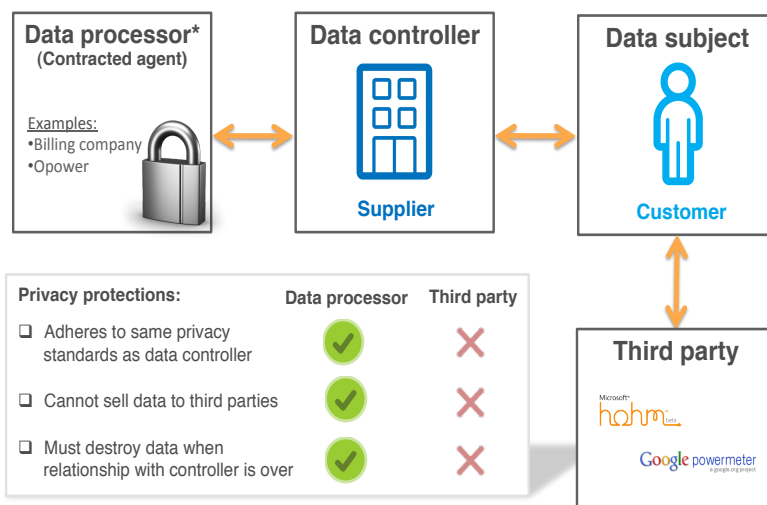 Data processor*
(Contracted agent)
Examples:
•Billing company
•Opower
Data controller
Supplier
Data subject
Customer
Privacy protections:
Data processor
Third party
❑ Adheres to same privacy
standards as data controller
❑ Cannot sell data to third parties
❑ Must destroy data when
relationship with controller is over
Third party
Microsoft®
hohm beta
Google powermeter
a google.org project